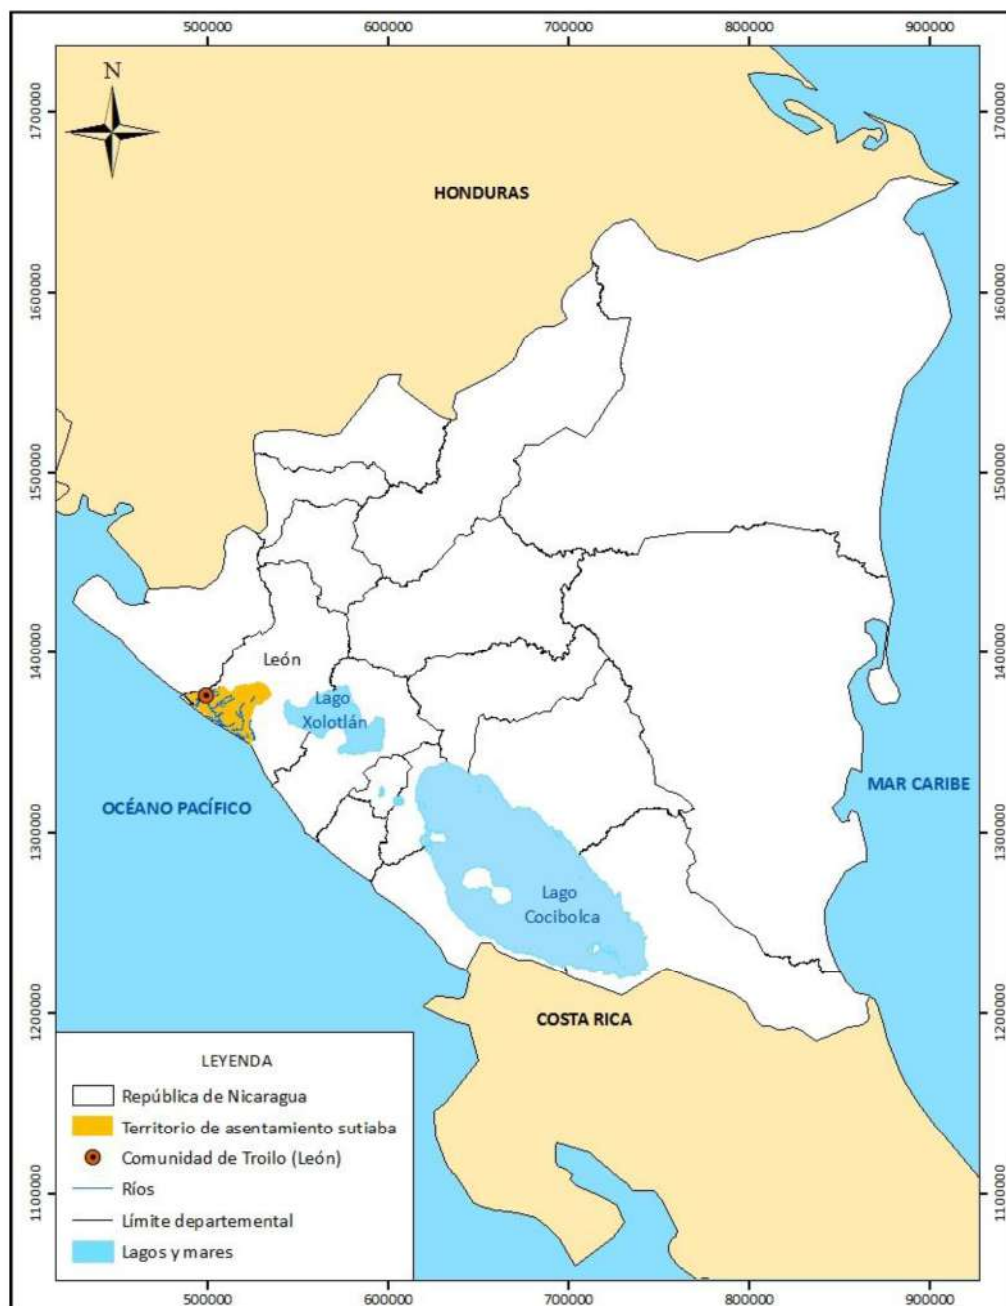 500000 600000 700000 800000 900000
N
1700000 1700000
HONDURAS
1600000 1600000
1500000 1500000
1400000 1400000
León
Lago
Xolotlán
OCÉANO PACÍFICO
MAR CARIBE
1300000 1300000
Lago
Cocibolca
1200000 1200000
COSTA RICA
LEYENDA
República de Nicaragua
Territorio de asentamiento sutiaba
Comunidad de Troilo (León)
Ríos
Límite departemental
Lagos y mares
1100000 1100000
500000 600000 700000 800000 900000